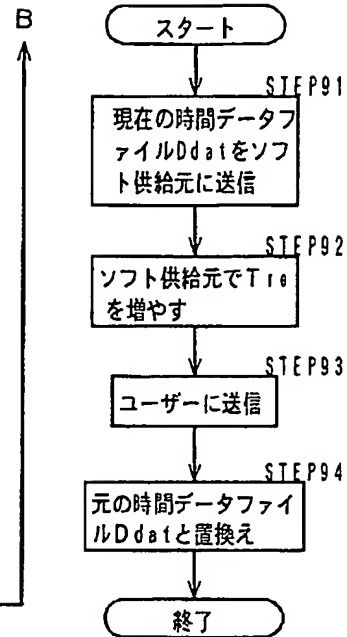 B
スタート
STEP91
現在の時間データフ
ァイルDdatをソフ
ト供給元に送信
STEP92
ソフト供給元でTre
を増やす
STEP93
ユーザーに送信
STEP94
元の時間データファイ
ルDdatと置換え
終了